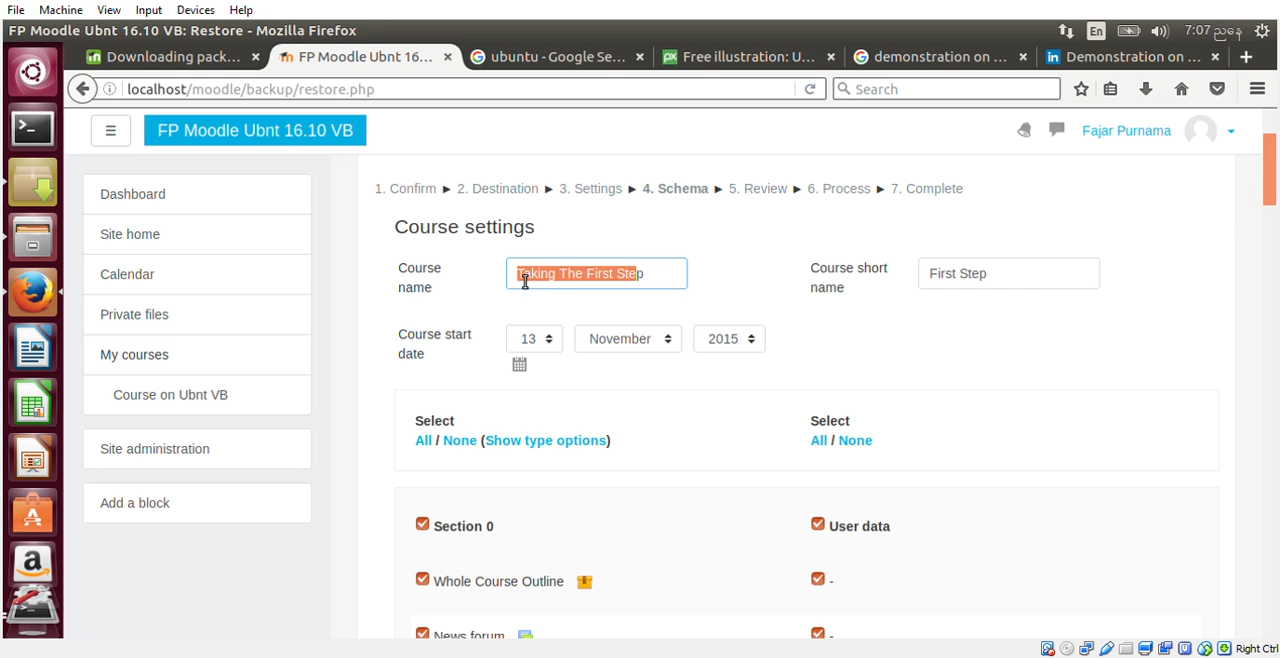 File Machine View Input Devices Help
FP Moodle Ubnt 16.10 VB: Restore - Mozilla Firefox
En 7:07 ညနေ
Downloading pack... × FP Moodle Ubnt 16... × ubuntu - Google Se... × Free illustration: U... × demonstration on ... × Demonstration on ... ×
localhost/moodle/backup/restore.php Search
FP Moodle Ubnt 16.10 VB Fajar Purnama
Dashboard
Site home
Calendar
Private files
My courses
Course on Ubnt VB
Site administration
Add a block
1. Confirm ► 2. Destination ► 3. Settings ► 4. Schema ► 5. Review ► 6. Process ► 7. Complete
Course settings
Course name Taking The First Step
Course short name First Step
Course start date 13 November 2015
Select
All / None (Show type options)
Select
All / None
Section 0 User data
Whole Course Outline -
News forum -
Right Ctrl